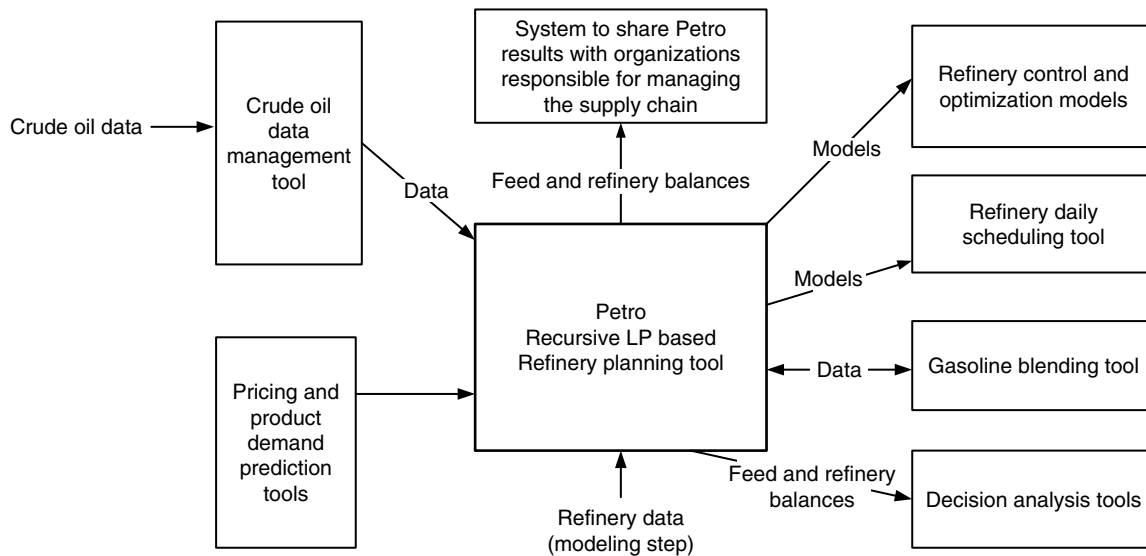 Crude oil data
Crude oil
data
management
tool
Data
Pricing and
product
demand
prediction
tools
System to share Petro
results with organizations
responsible for managing
the supply chain
Feed and refinery balances
Petro
Recursive LP based
Refinery planning tool
Refinery data
(modeling step)
Models
Refinery control and
optimization models
Models
Refinery daily
scheduling tool
Data
Gasoline blending tool
Feed and refinery
balances
Decision analysis tools